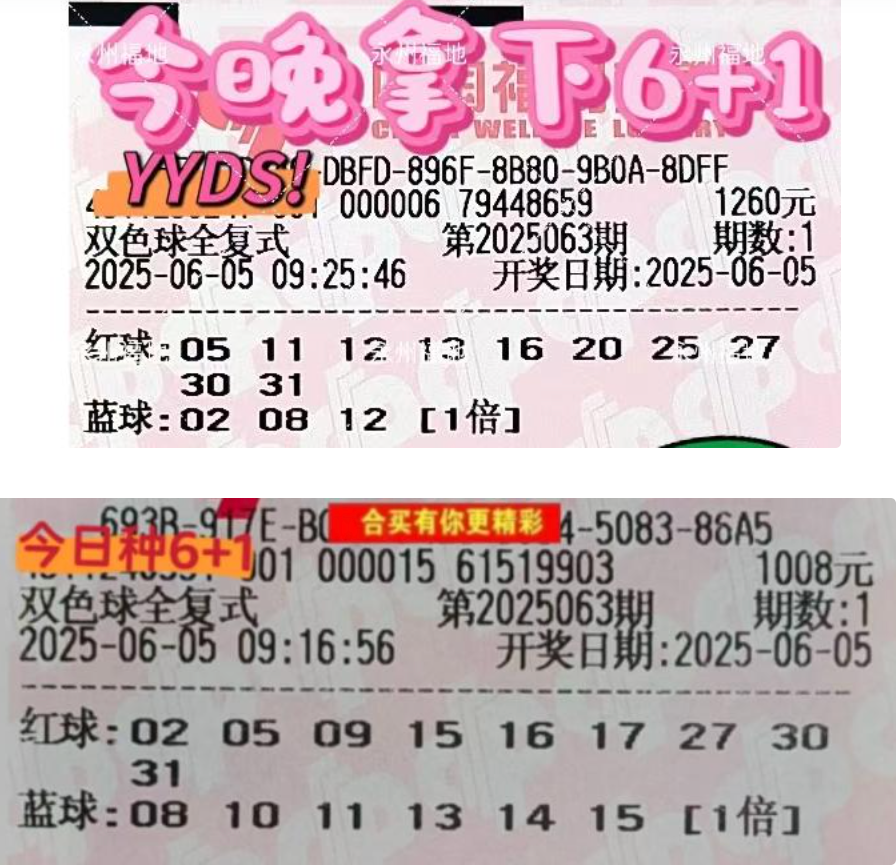 永州福地 永州福地 永州福地
今晚拿下6+1
YYDS!
-DBFD-896F-8B80-9B0A-8DFF
000006 79448659 1260元
双色球全复式 第2025063期 期数:1
2025-06-05 09:25:46 开奖日期:2025-06-05
红球:05 11 12 13 16 20 25 27
30 31
蓝球:02 08 12 [1倍]
693B-917E- 合买有你更精彩 4-5083-86A5
今日种6+1
001 000015 61519903 1008元
双色球全复式 第2025063期 期数:1
2025-06-05 09:16:56 开奖日期:2025-06-05
红球:02 05 09 15 16 17 27 30
31
蓝球:08 10 11 13 14 15 [1倍]